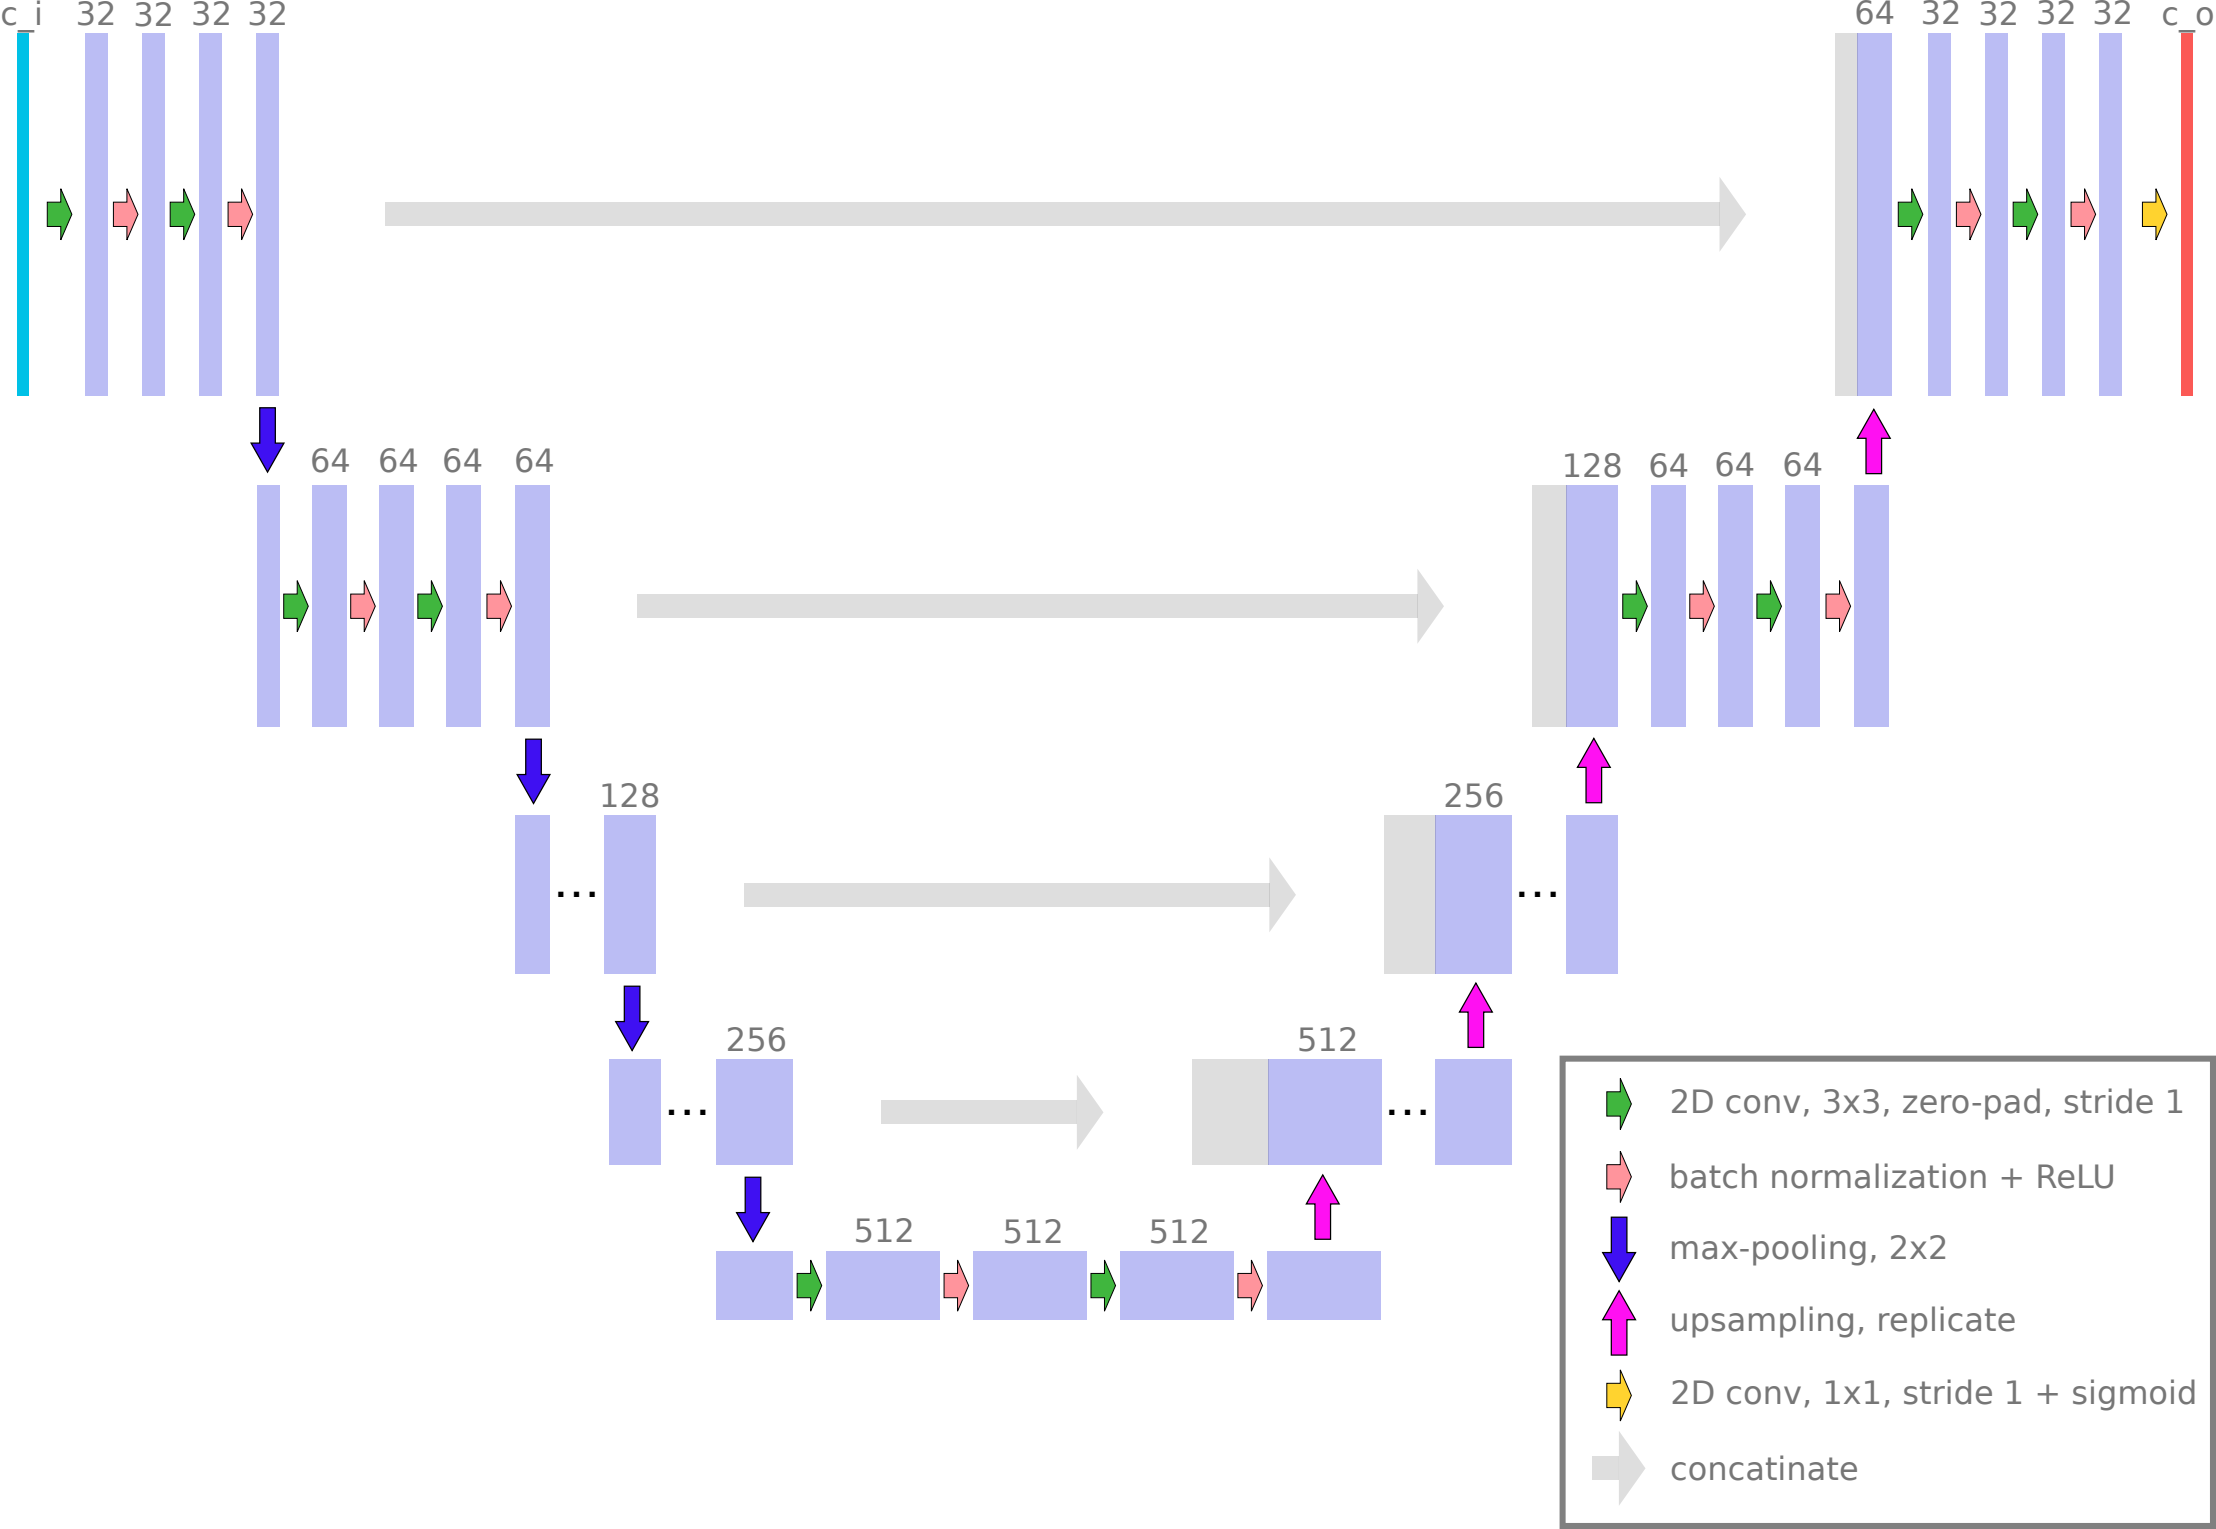 c_i 32 32 32 32
64 32 32 32 32 c_o
64 64 64 64
128 64 64 64
128
256
256
512
512 512 512
2D conv, 3x3, zero-pad, stride 1
batch normalization + ReLU
max-pooling, 2x2
upsampling, replicate
2D conv, 1x1, stride 1 + sigmoid
concatinate